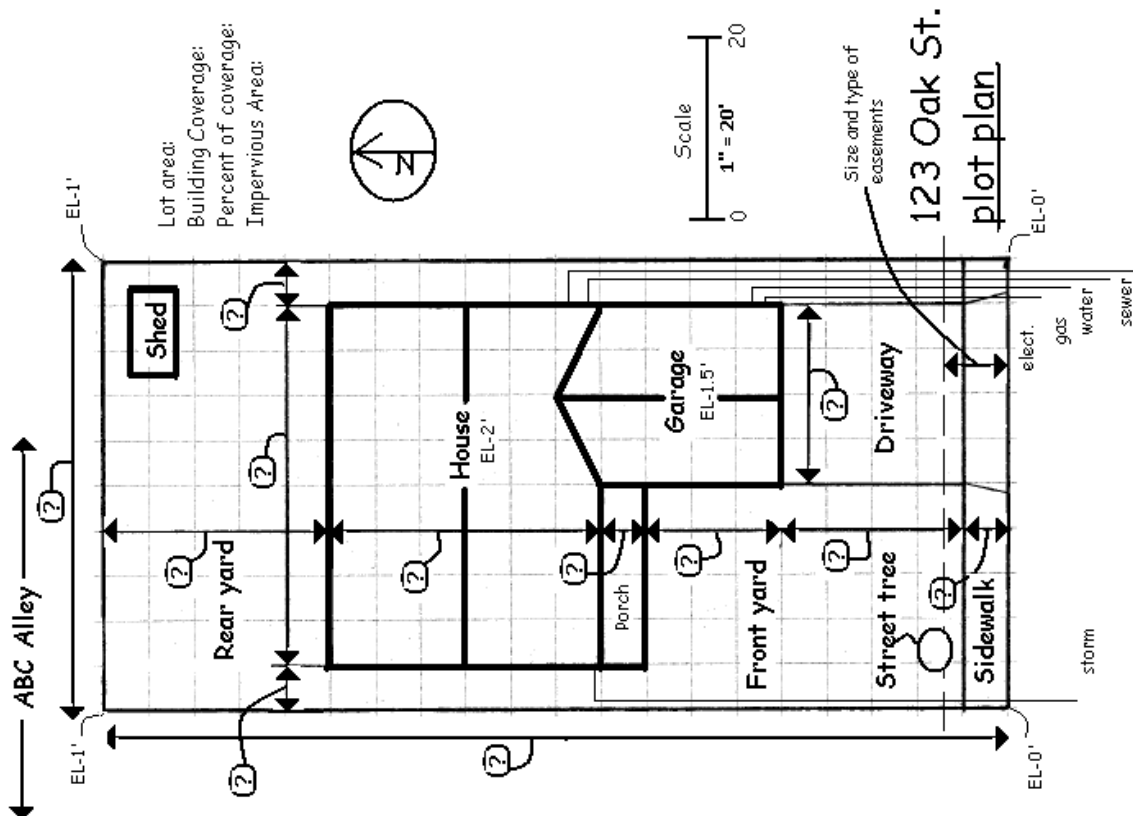 ABC Alley
EL-1'
EL-1'
?
Lot area:
Building Coverage:
Percent of coverage:
Impervious Area:
Shed
?
?
?
Rear yard
?
N
House
EL-2'
?
Scale
1" = 20'
0
20
Garage
EL-1.5'
?
Porch
?
?
Front yard
Driveway
?
Street tree
?
Sidewalk
?
Size and type of
easements
123 Oak St.
plot plan
EL-0'
EL-0'
storm
elect.
gas
water
sewer